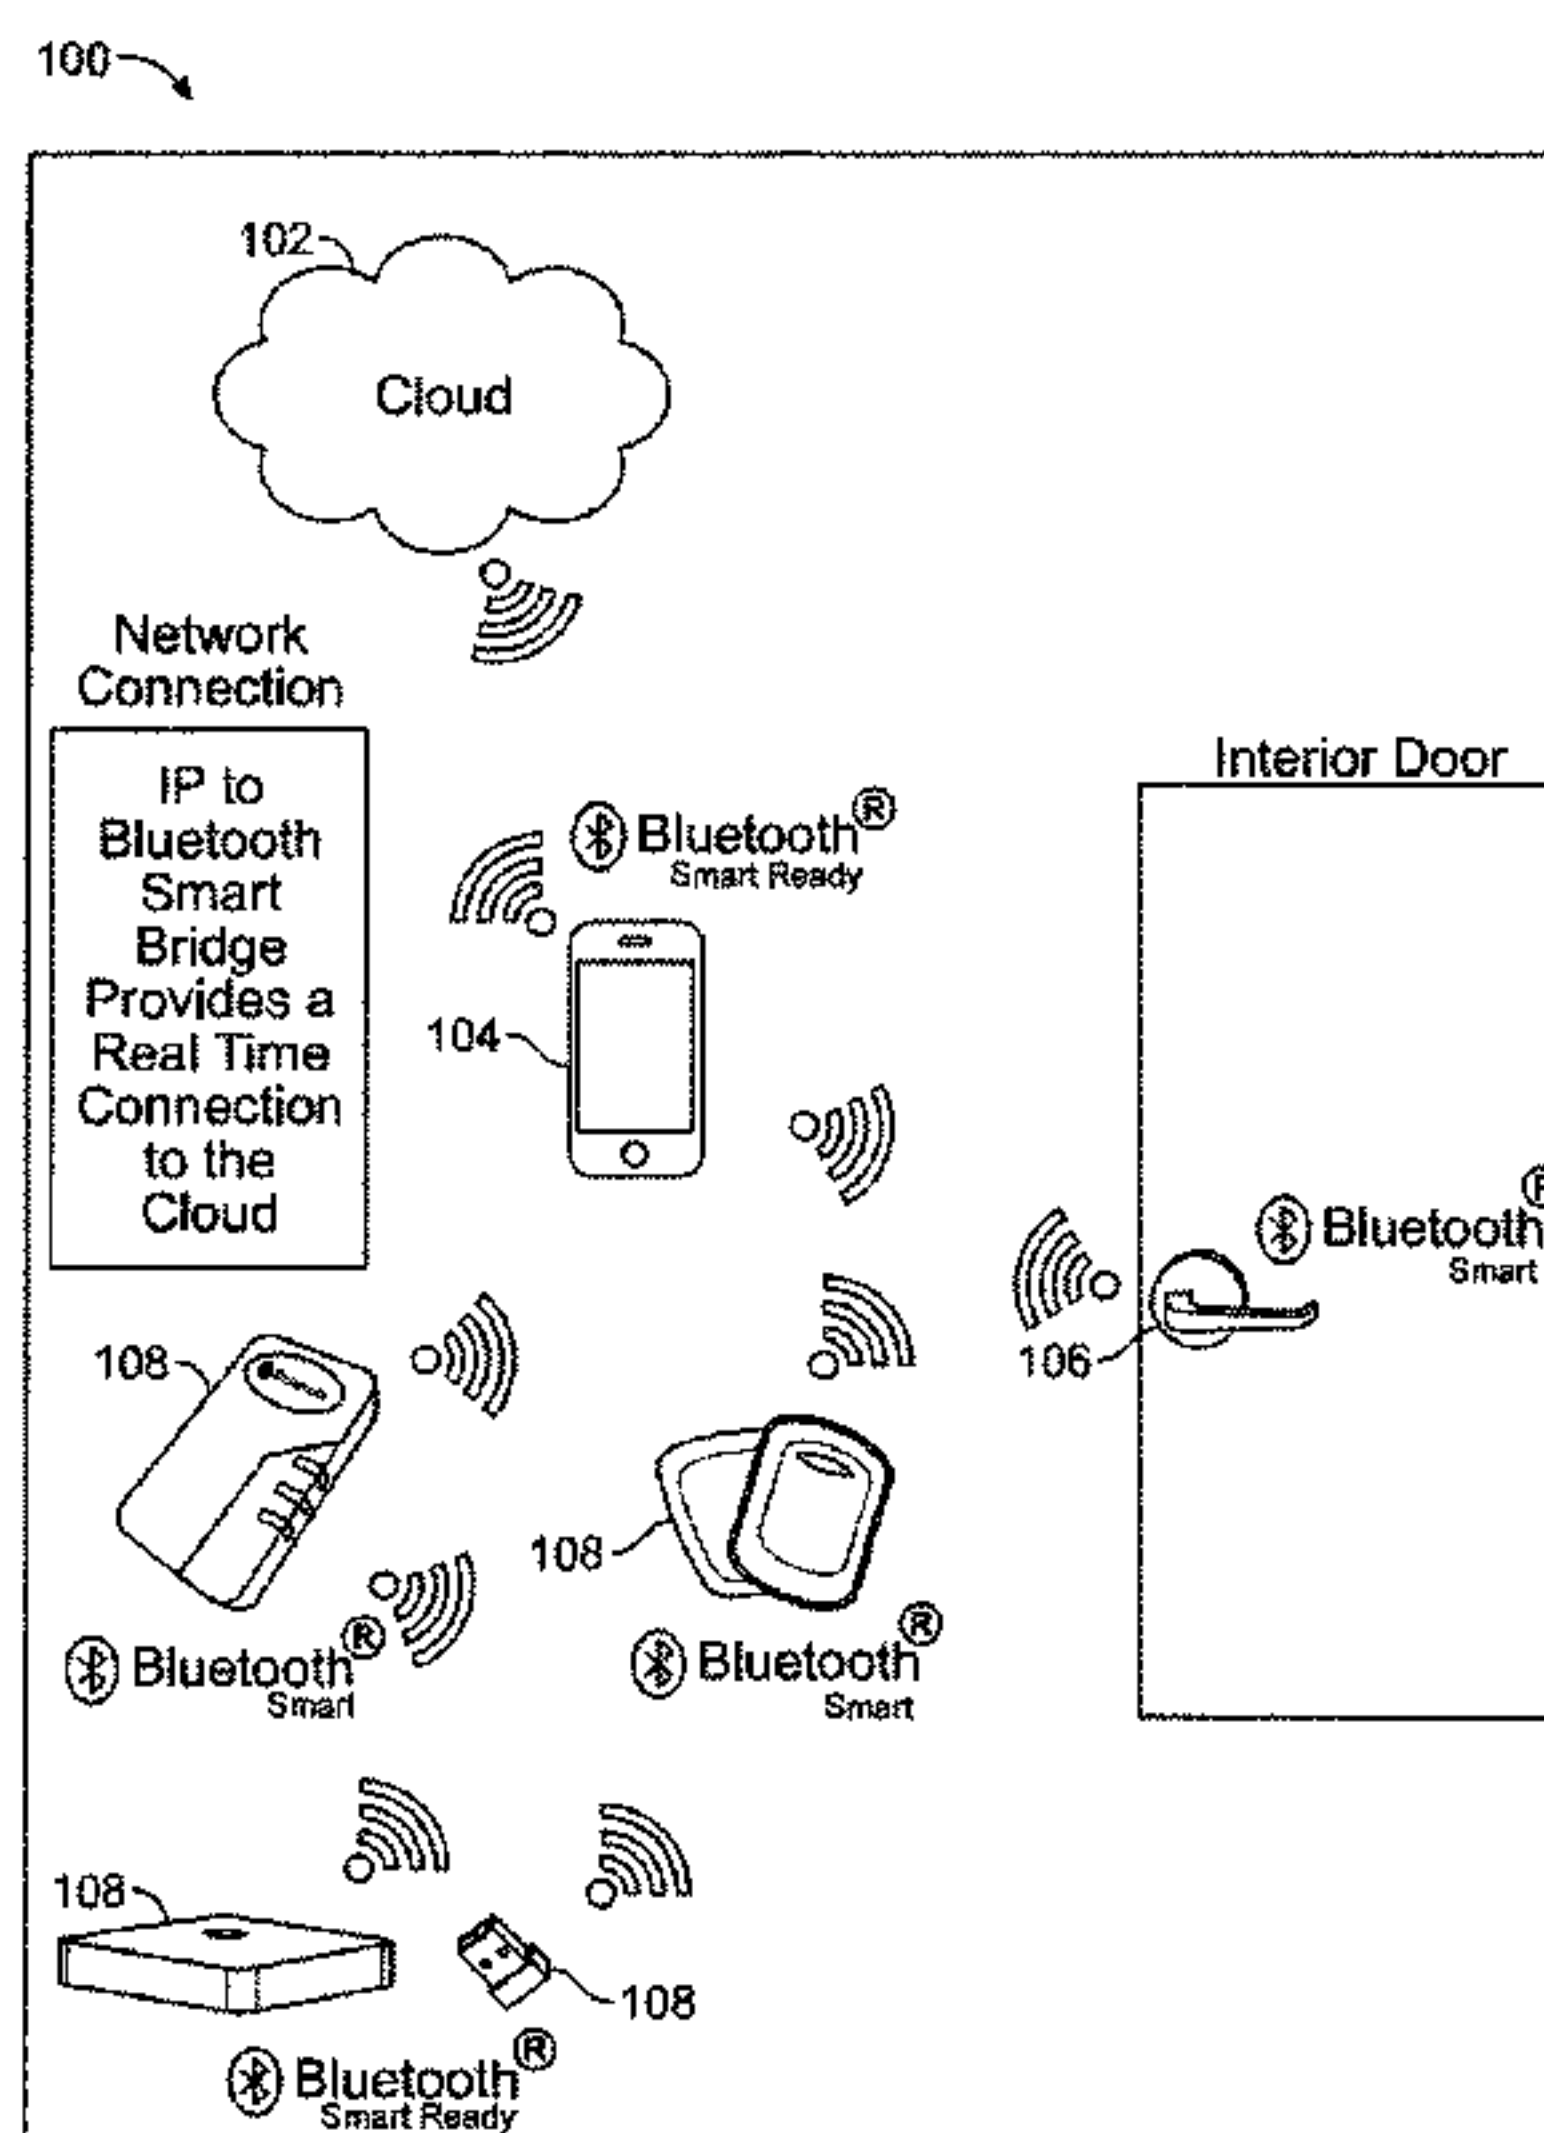 100
102
Cloud
Network
Connection
IP to
Bluetooth
Smart
Bridge
Provides a
Real Time
Connection
to the
Cloud
Bluetooth®
Smart Ready
104
Interior Door
Bluetooth
Smart
106
108
Bluetooth®
Smart
108
Bluetooth®
Smart
108
108
Bluetooth®
Smart Ready